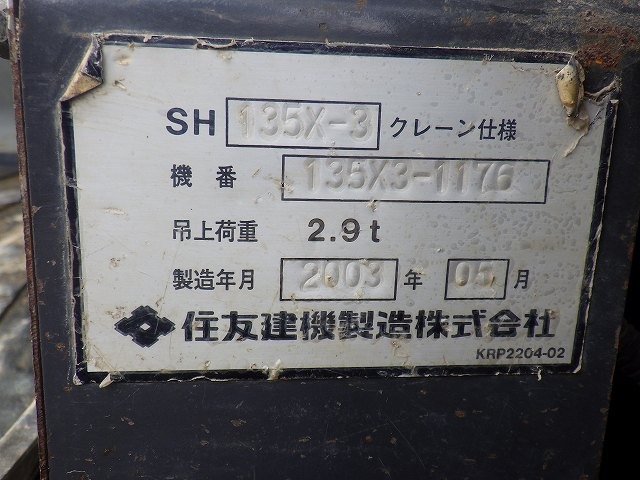 SH 135X-3 クレーン仕様
機番 135X3-1176
吊上荷重 2.9t
製造年月 2003 年 05 月
住友建機製造株式会社
KRP2204-02